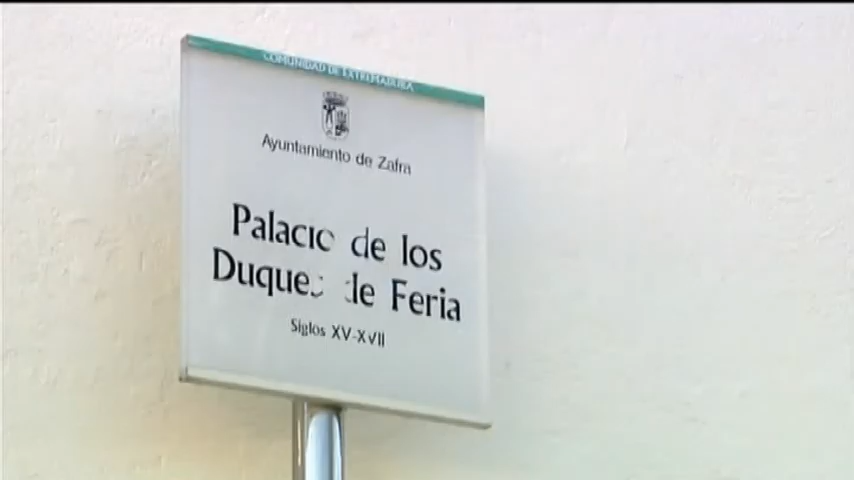 COMUNIDAD DE EXTREMADURA
Ayuntamiento de Zafra
Palacio de los
Duques de Feria
Siglos XV-XVII